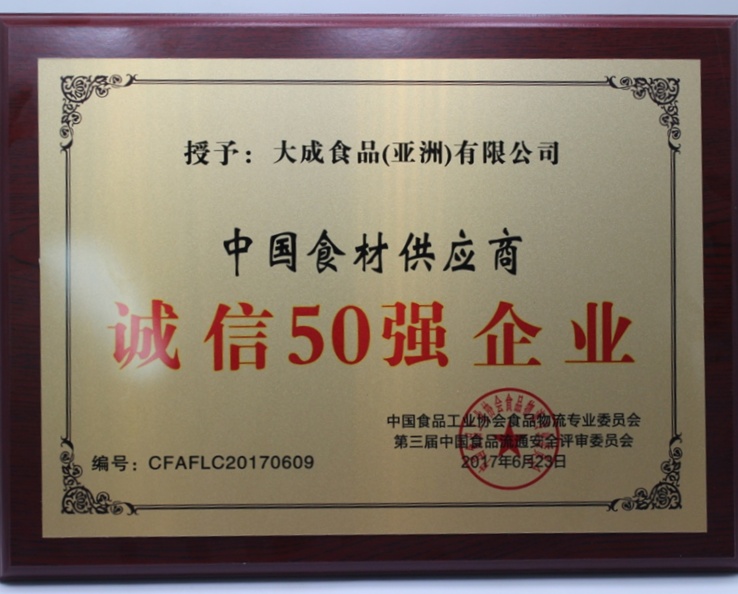 授予：大成食品(亚洲)有限公司
中国食材供应商
诚信50强企业
中国食品工业协会食品物流专业委员会
第三届中国食品流通安全评审委员会
编号：CFAFLC20170609
2017年6月23日